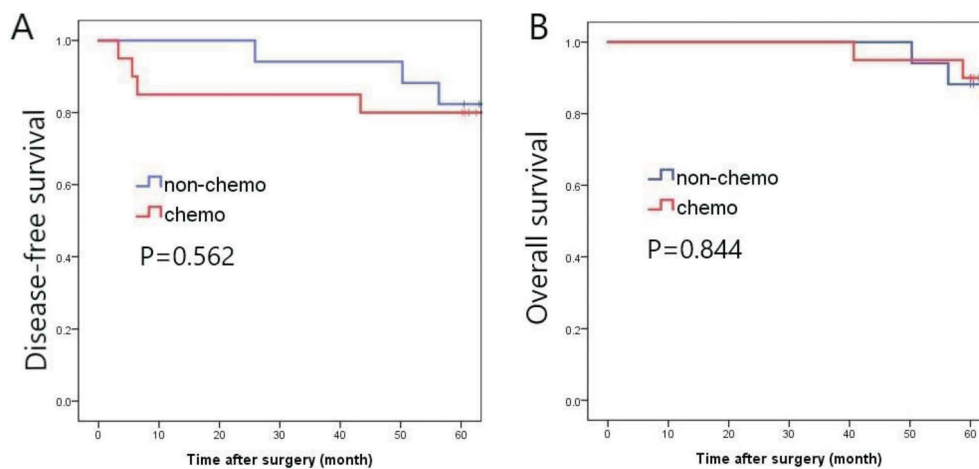 A
Disease-free survival
1.0
0.8
0.6
0.4
0.2
0.0
non-chemo
chemo
P=0.562
0 10 20 30 40 50 60
Time after surgery (month)
B
Overall survival
1.0
0.8
0.6
0.4
0.2
0.0
non-chemo
chemo
P=0.844
0 10 20 30 40 50 60
Time after surgery (month)